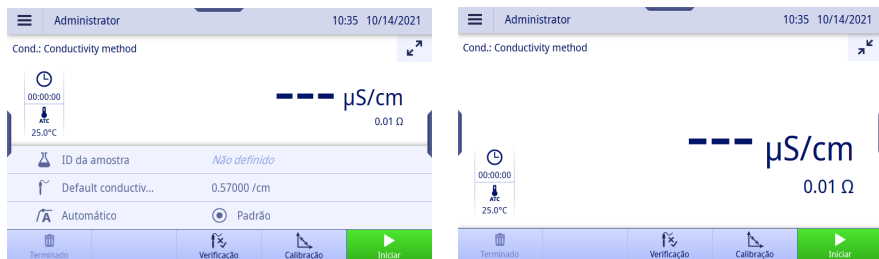 Administrator 10:35 10/14/2021
Cond.: Conductivity method
00:00:00
ATC
25.0°C
--- µS/cm
0.01 Ω
ID da amostra Não definido
Default conductiv... 0.57000 /cm
Automático Padrão
Terminado Verificação Calibração Iniciar
Administrator 10:35 10/14/2021
Cond.: Conductivity method
--- µS/cm
0.01 Ω
00:00:00
ATC
25.0°C
Terminado Verificação Calibração Iniciar